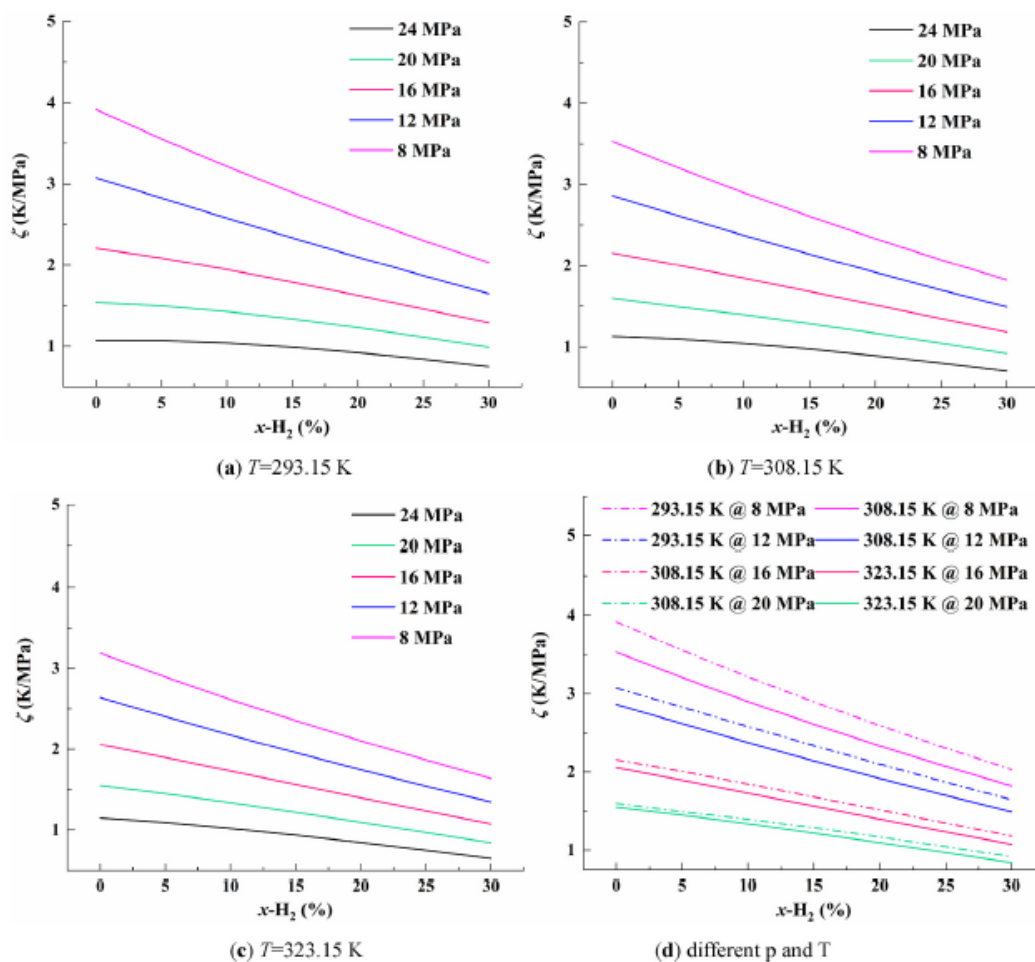 5
4
3
2
1
ζ (K/MPa)
24 MPa
20 MPa
16 MPa
12 MPa
8 MPa
0 5 10 15 20 25 30
x-H₂ (%)
(a) T=293.15 K
5
4
3
2
1
ζ (K/MPa)
24 MPa
20 MPa
16 MPa
12 MPa
8 MPa
0 5 10 15 20 25 30
x-H₂ (%)
(b) T=308.15 K
5
4
3
2
1
ζ (K/MPa)
24 MPa
20 MPa
16 MPa
12 MPa
8 MPa
0 5 10 15 20 25 30
x-H₂ (%)
(c) T=323.15 K
5
4
3
2
1
ζ (K/MPa)
293.15 K @ 8 MPa 308.15 K @ 8 MPa
293.15 K @ 12 MPa 308.15 K @ 12 MPa
308.15 K @ 16 MPa 323.15 K @ 16 MPa
308.15 K @ 20 MPa 323.15 K @ 20 MPa
0 5 10 15 20 25 30
x-H₂ (%)
(d) different p and T